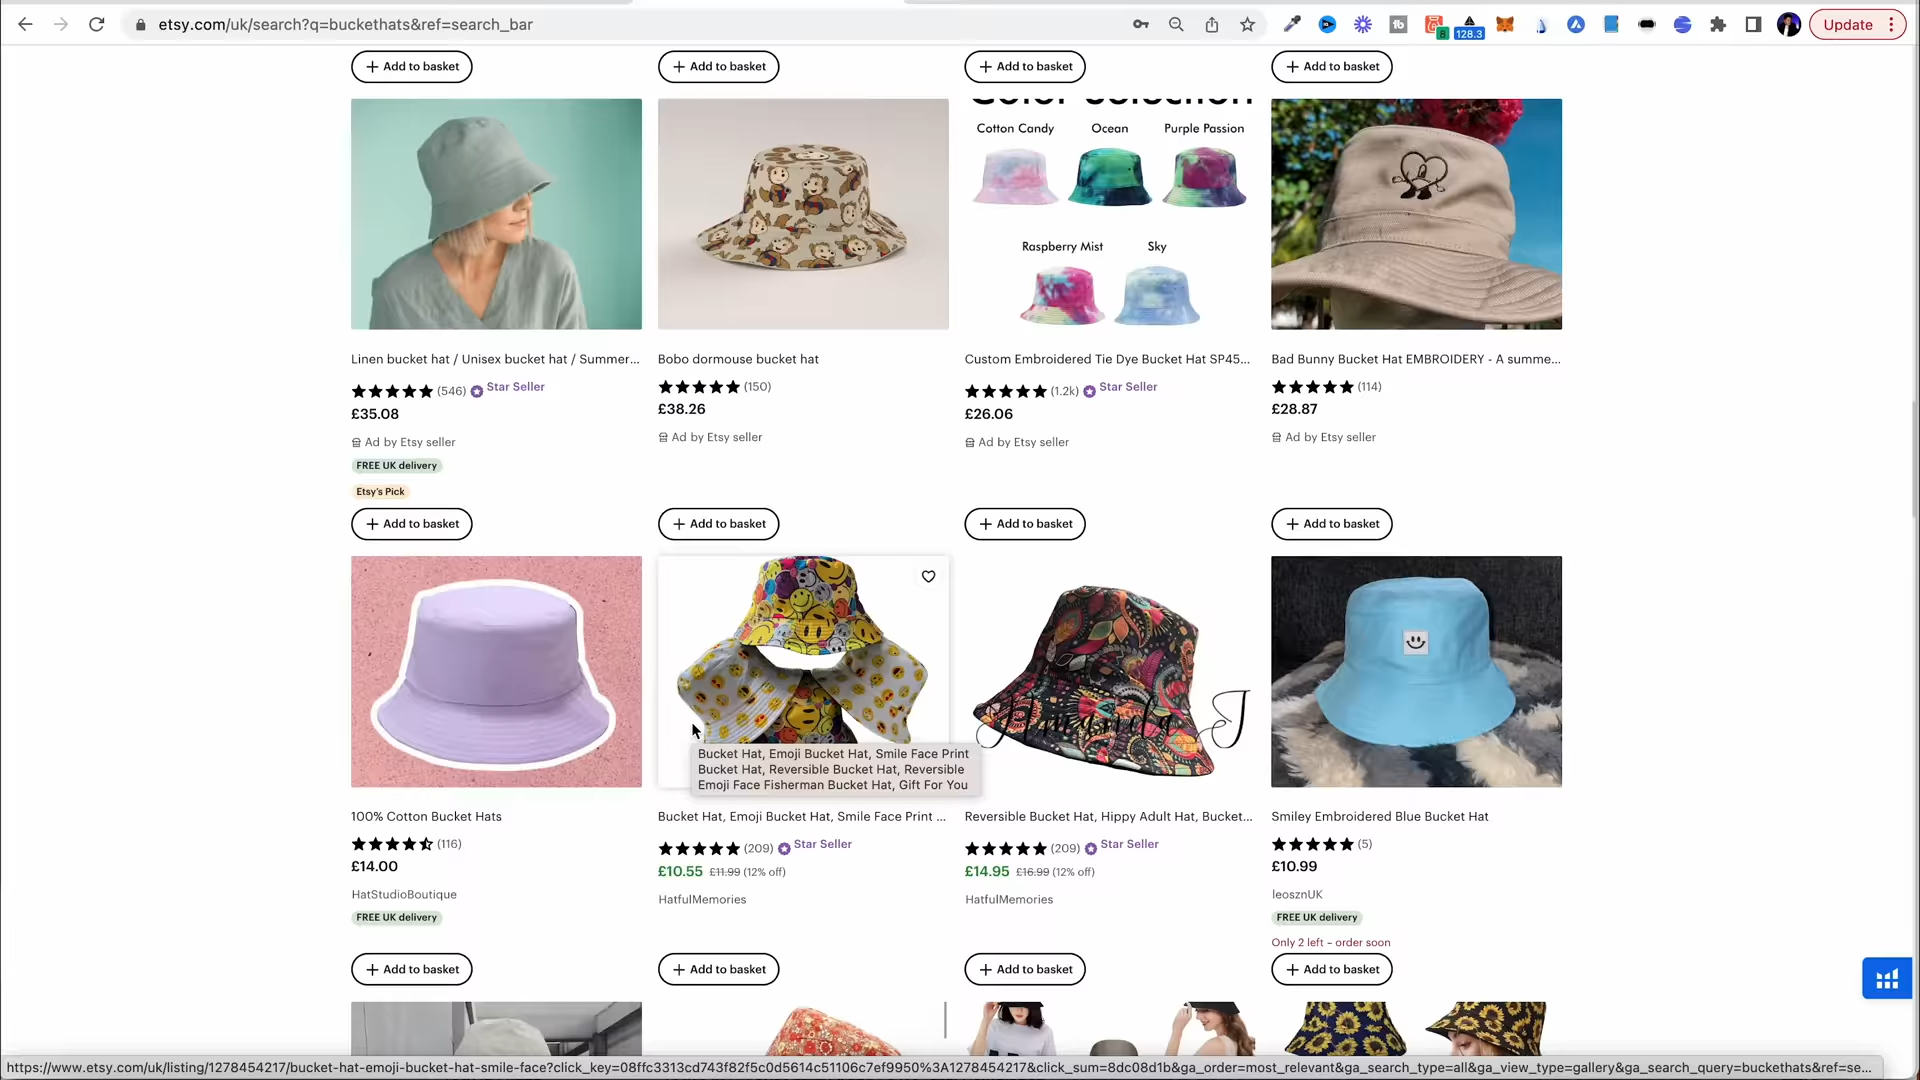 etsy.com/uk/search?q=buckethats&ref=search_bar
8
128.3
Update
+ Add to basket
+ Add to basket
+ Add to basket
+ Add to basket
Color Selection
Cotton Candy
Ocean
Purple Passion
Raspberry Mist
Sky
Linen bucket hat / Unisex bucket hat / Summer...
(546) Star Seller
£35.08
Ad by Etsy seller
FREE UK delivery
Etsy's Pick
+ Add to basket
Bobo dormouse bucket hat
(150)
£38.26
Ad by Etsy seller
+ Add to basket
Custom Embroidered Tie Dye Bucket Hat SP45...
(1.2k) Star Seller
£26.06
Ad by Etsy seller
+ Add to basket
Bad Bunny Bucket Hat EMBROIDERY - A summe...
(114)
£28.87
Ad by Etsy seller
+ Add to basket
Bucket Hat, Emoji Bucket Hat, Smile Face Print
Bucket Hat, Reversible Bucket Hat, Reversible
Emoji Face Fisherman Bucket Hat, Gift For You
Amanda J
100% Cotton Bucket Hats
(116)
£14.00
HatStudioBoutique
FREE UK delivery
+ Add to basket
Bucket Hat, Emoji Bucket Hat, Smile Face Print ...
(209) Star Seller
£10.55 £11.99 (12% off)
HatfulMemories
+ Add to basket
Reversible Bucket Hat, Hippy Adult Hat, Bucket...
(209) Star Seller
£14.95 £16.99 (12% off)
HatfulMemories
+ Add to basket
Smiley Embroidered Blue Bucket Hat
(5)
£10.99
leosznUK
FREE UK delivery
Only 2 left – order soon
+ Add to basket
https://www.etsy.com/uk/listing/1278454217/bucket-hat-emoji-bucket-hat-smile-face?click_key=08ffc3313cd743f82f5c0d5614c51106c7ef9950%3A1278454217&click_sum=8dc08d1b&ga_order=most_relevant&ga_search_type=all&ga_view_type=gallery&ga_search_query=buckethats&ref=se...